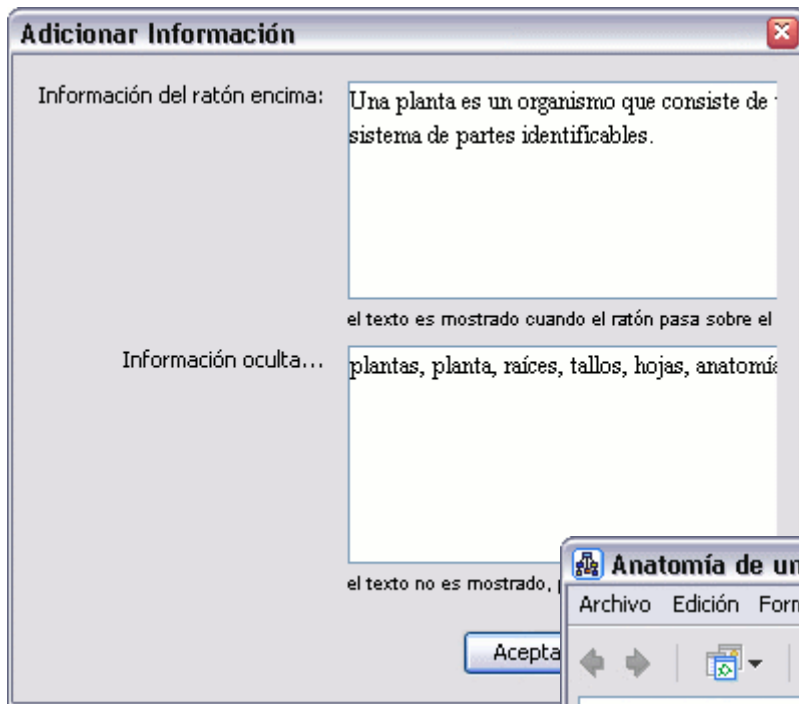 Adicionar Información
Información del ratón encima:
Una planta es un organismo que consiste de
sistema de partes identificables.
el texto es mostrado cuando el ratón pasa sobre el
Información oculta...
plantas, planta, raíces, tallos, hojas, anatomía
el texto no es mostrado,
Acepta
Anatomía de un
Archivo Edición Form